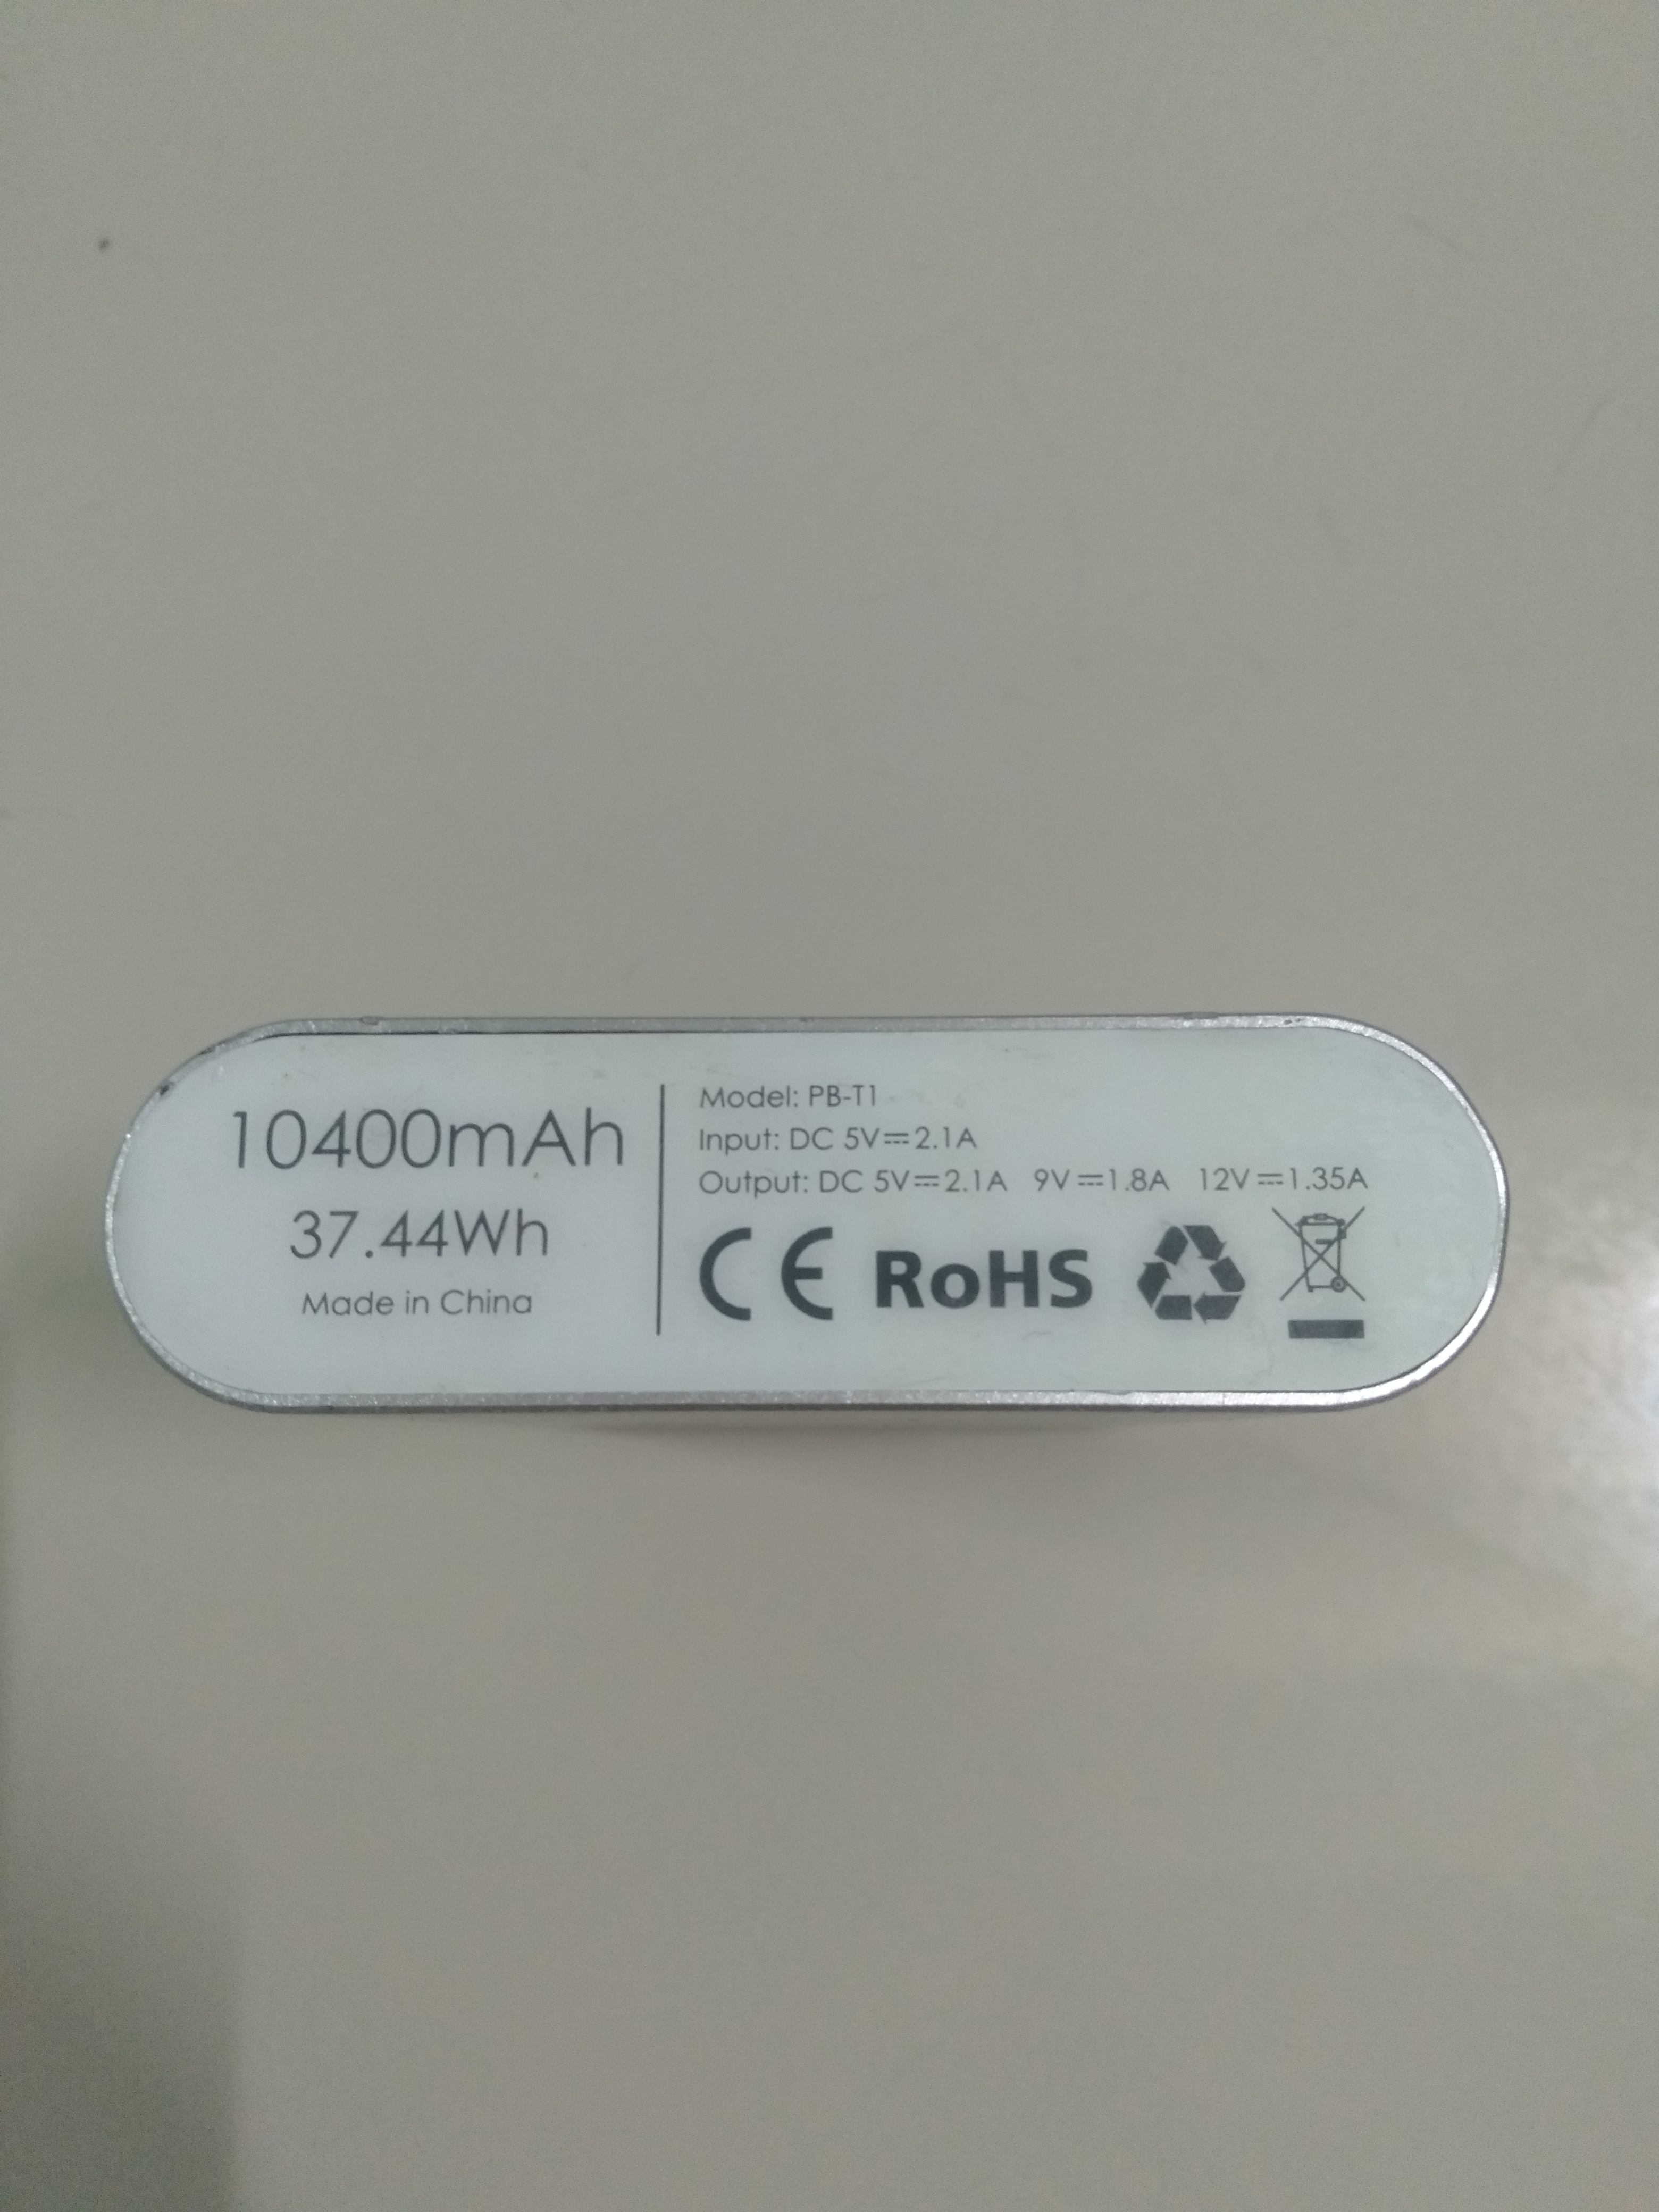 10400mAh
37.44Wh
Made in China
Model: PB-T1
Input: DC 5V⎓2.1A
Output: DC 5V⎓2.1A 9V⎓1.8A 12V⎓1.35A
CE RoHS